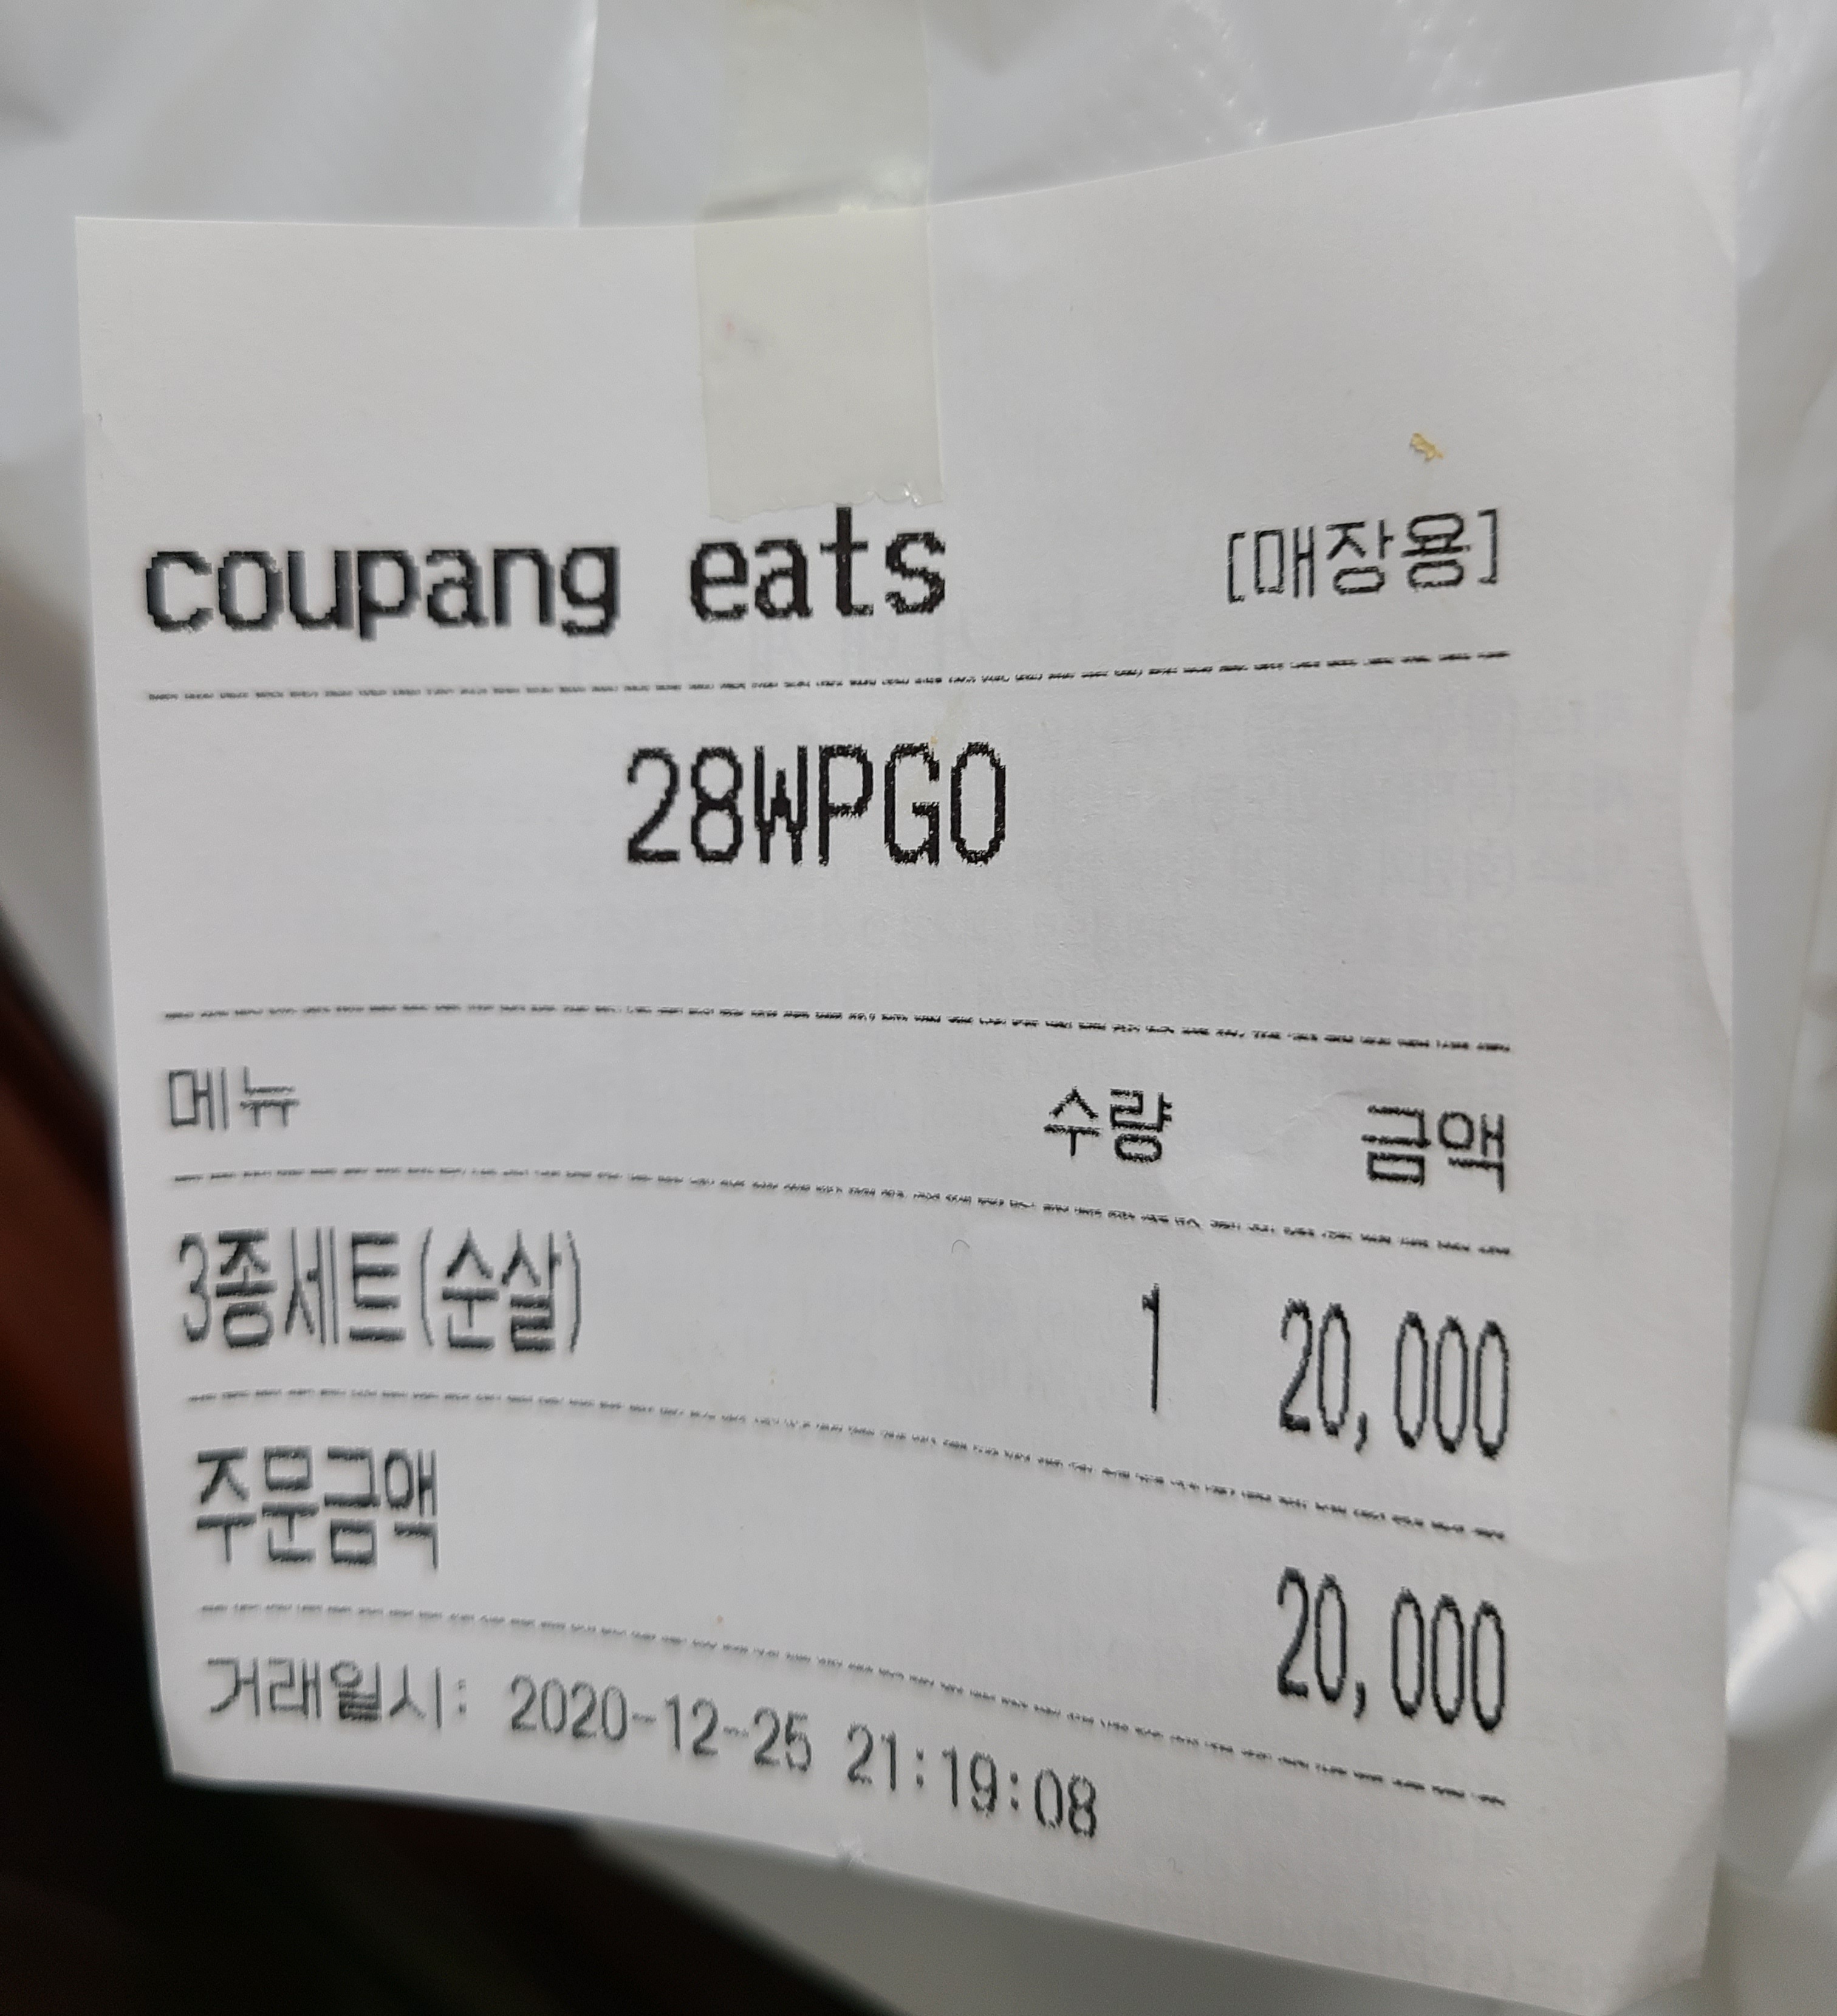 coupang eats [매장용]
28WPGO
메뉴 수량 금액
3종세트(순살) 1 20,000
주문금액
20,000
거래일시: 2020-12-25 21:19:08